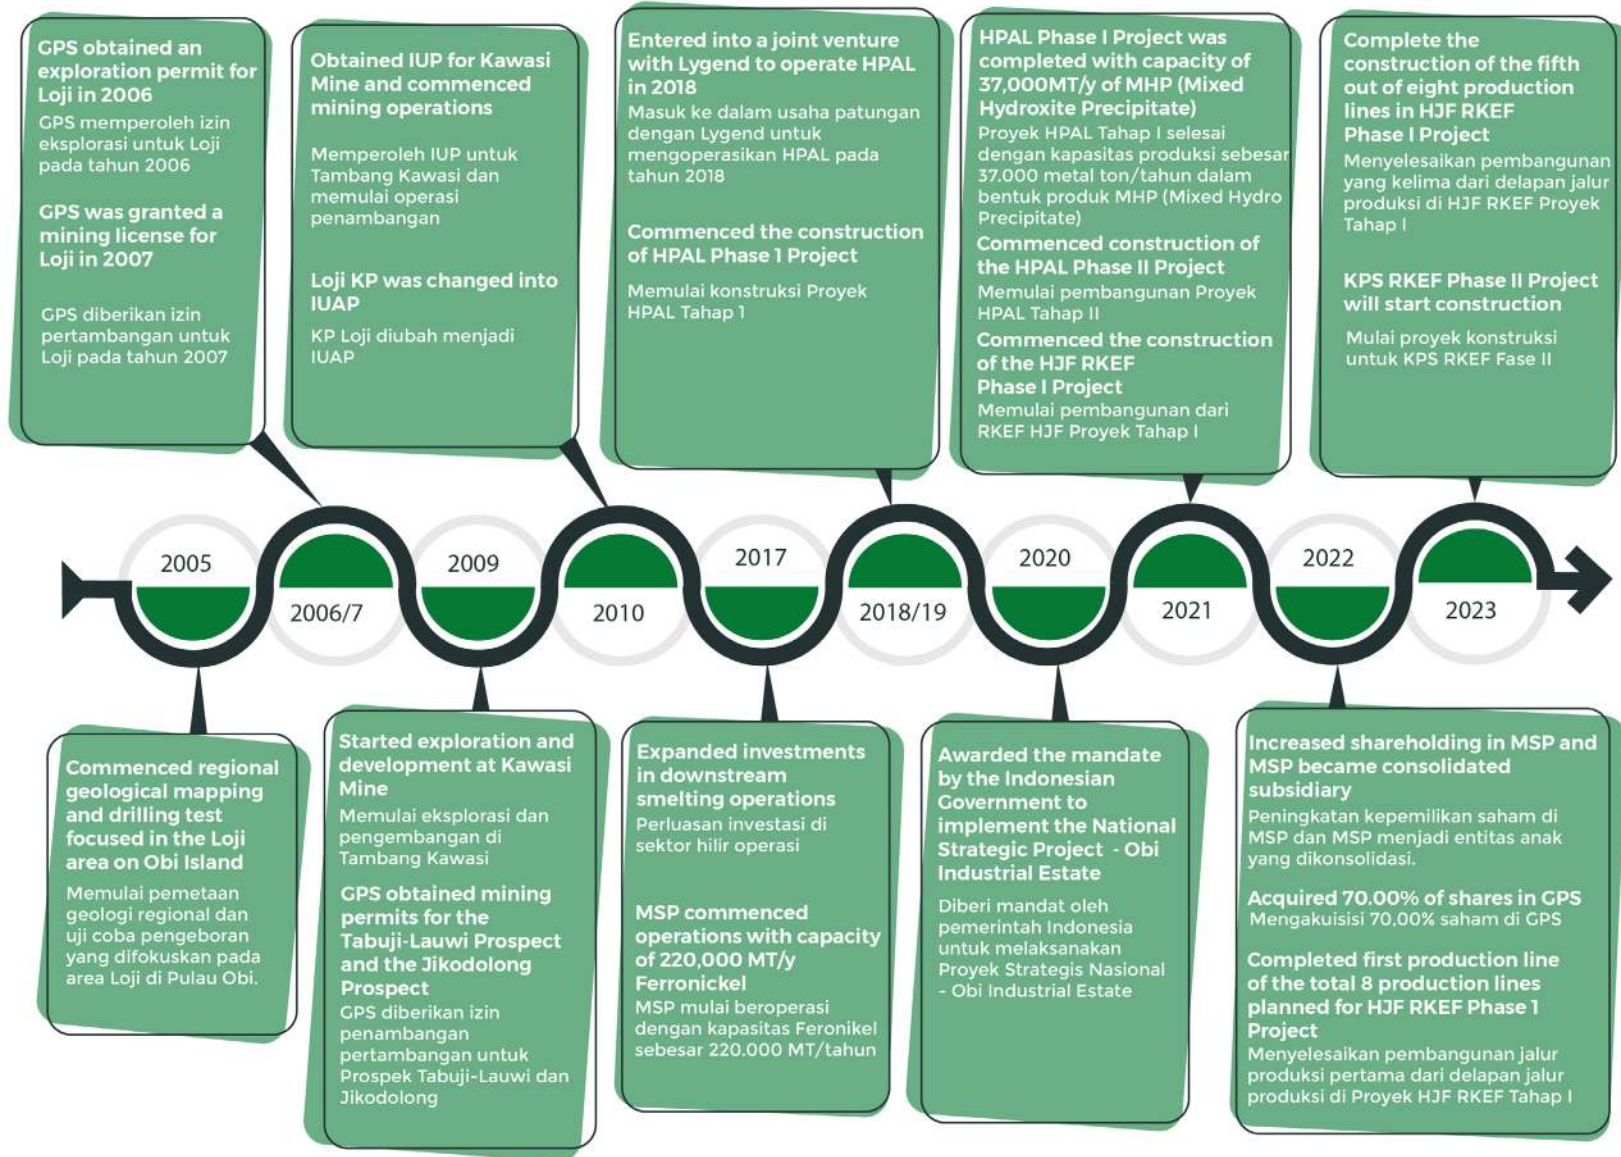 GPS obtained an
exploration permit for
Loji in 2006
GPS memperoleh izin
eksplorasi untuk Loji
pada tahun 2006
GPS was granted a
mining license for
Loji in 2007
GPS diberikan izin
pertambangan untuk
Loji pada tahun 2007
Obtained IUP for Kawasi
Mine and commenced
mining operations
Memperoleh IUP untuk
Tambang Kawasi dan
memulai operasi
penambangan
Loji KP was changed into
IUAP
KP Loji diubah menjadi
IUAP
Entered into a joint venture
with Lygend to operate HPAL
in 2018
Masuk ke dalam usaha patungan
dengan Lygend untuk
mengoperasikan HPAL pada
tahun 2018
Commenced the construction
of HPAL Phase 1 Project
Memulai konstruksi Proyek
HPAL Tahap 1
HPAL Phase I Project was
completed with capacity of
37,000MT/y of MHP (Mixed
Hydroxite Precipitate)
Proyek HPAL Tahap I selesai
dengan kapasitas produksi sebesar
37.000 metal ton/tahun dalam
bentuk produk MHP (Mixed Hydro
Precipitate)
Commenced construction of
the HPAL Phase II Project
Memulai pembangunan Proyek
HPAL Tahap II
Commenced the construction
of the HJF RKEF
Phase I Project
Memulai pembangunan dari
RKEF HJF Proyek Tahap I
Complete the
construction of the fifth
out of eight production
lines in HJF RKEF
Phase I Project
Menyelesaikan pembangunan
yang kelima dari delapan jalur
produksi di HJF RKEF Proyek
Tahap I
KPS RKEF Phase II Project
will start construction
Mulai proyek konstruksi
untuk KPS RKEF Fase II
2005
2006/7
2009
2010
2017
2018/19
2020
2021
2022
2023
Commenced regional
geological mapping
and drilling test
focused in the Loji
area on Obi Island
Memulai pemetaan
geologi regional dan
uji coba pengeboran
yang difokuskan pada
area Loji di Pulau Obi.
Started exploration and
development at Kawasi
Mine
Memulai eksplorasi dan
pengembangan di
Tambang Kawasi
GPS obtained mining
permits for the
Tabuji-Lauwi Prospect
and the Jikodolong
Prospect
GPS diberikan izin
penambangan
pertambangan untuk
Prospek Tabuji-Lauwi dan
Jikodolong
Expanded investments
in downstream
smelting operations
Perluasan investasi di
sektor hilir operasi
MSP commenced
operations with capacity
of 220,000 MT/y
Ferronickel
MSP mulai beroperasi
dengan kapasitas Feronikel
sebesar 220.000 MT/tahun
Awarded the mandate
by the Indonesian
Government to
implement the National
Strategic Project - Obi
Industrial Estate
Diberi mandat oleh
pemerintah Indonesia
untuk melaksanakan
Proyek Strategis Nasional
- Obi Industrial Estate
Increased shareholding in MSP and
MSP became consolidated
subsidiary
Peningkatan kepemilikan saham di
MSP dan MSP menjadi entitas anak
yang dikonsolidasi.
Acquired 70.00% of shares in GPS
Mengakuisisi 70,00% saham di GPS
Completed first production line
of the total 8 production lines
planned for HJF RKEF Phase 1
Project
Menyelesaikan pembangunan jalur
produksi pertama dari delapan jalur
produksi di Proyek HJF RKEF Tahap I